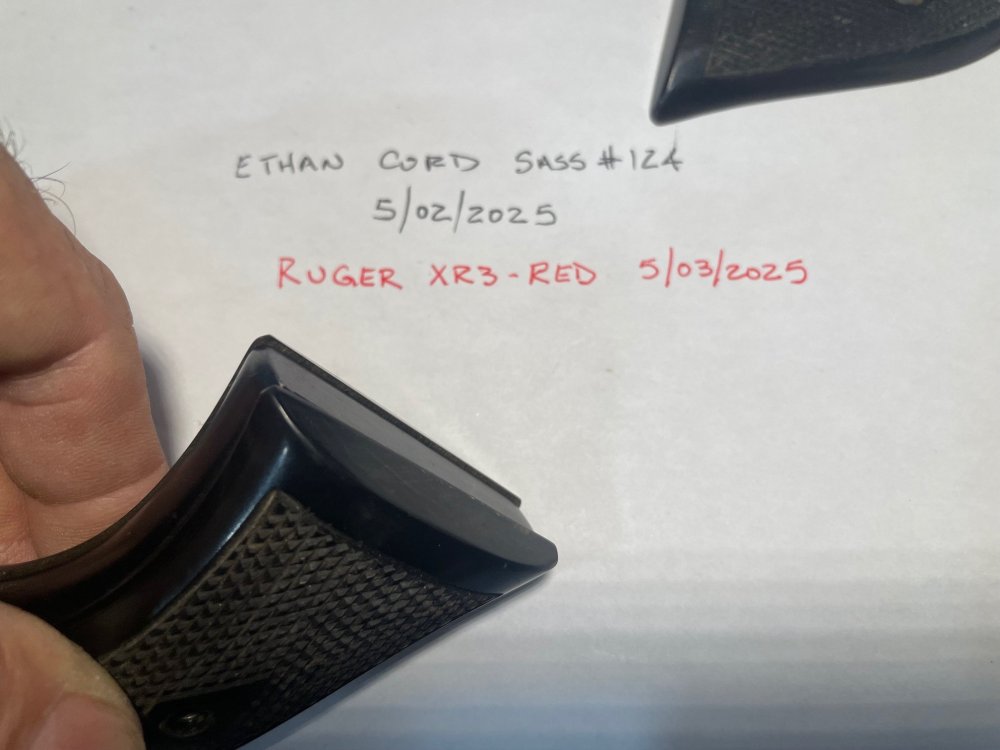 ETHAN CORD SASS #124
5/02/2025
RUGER XR3-RED 5/03/2025